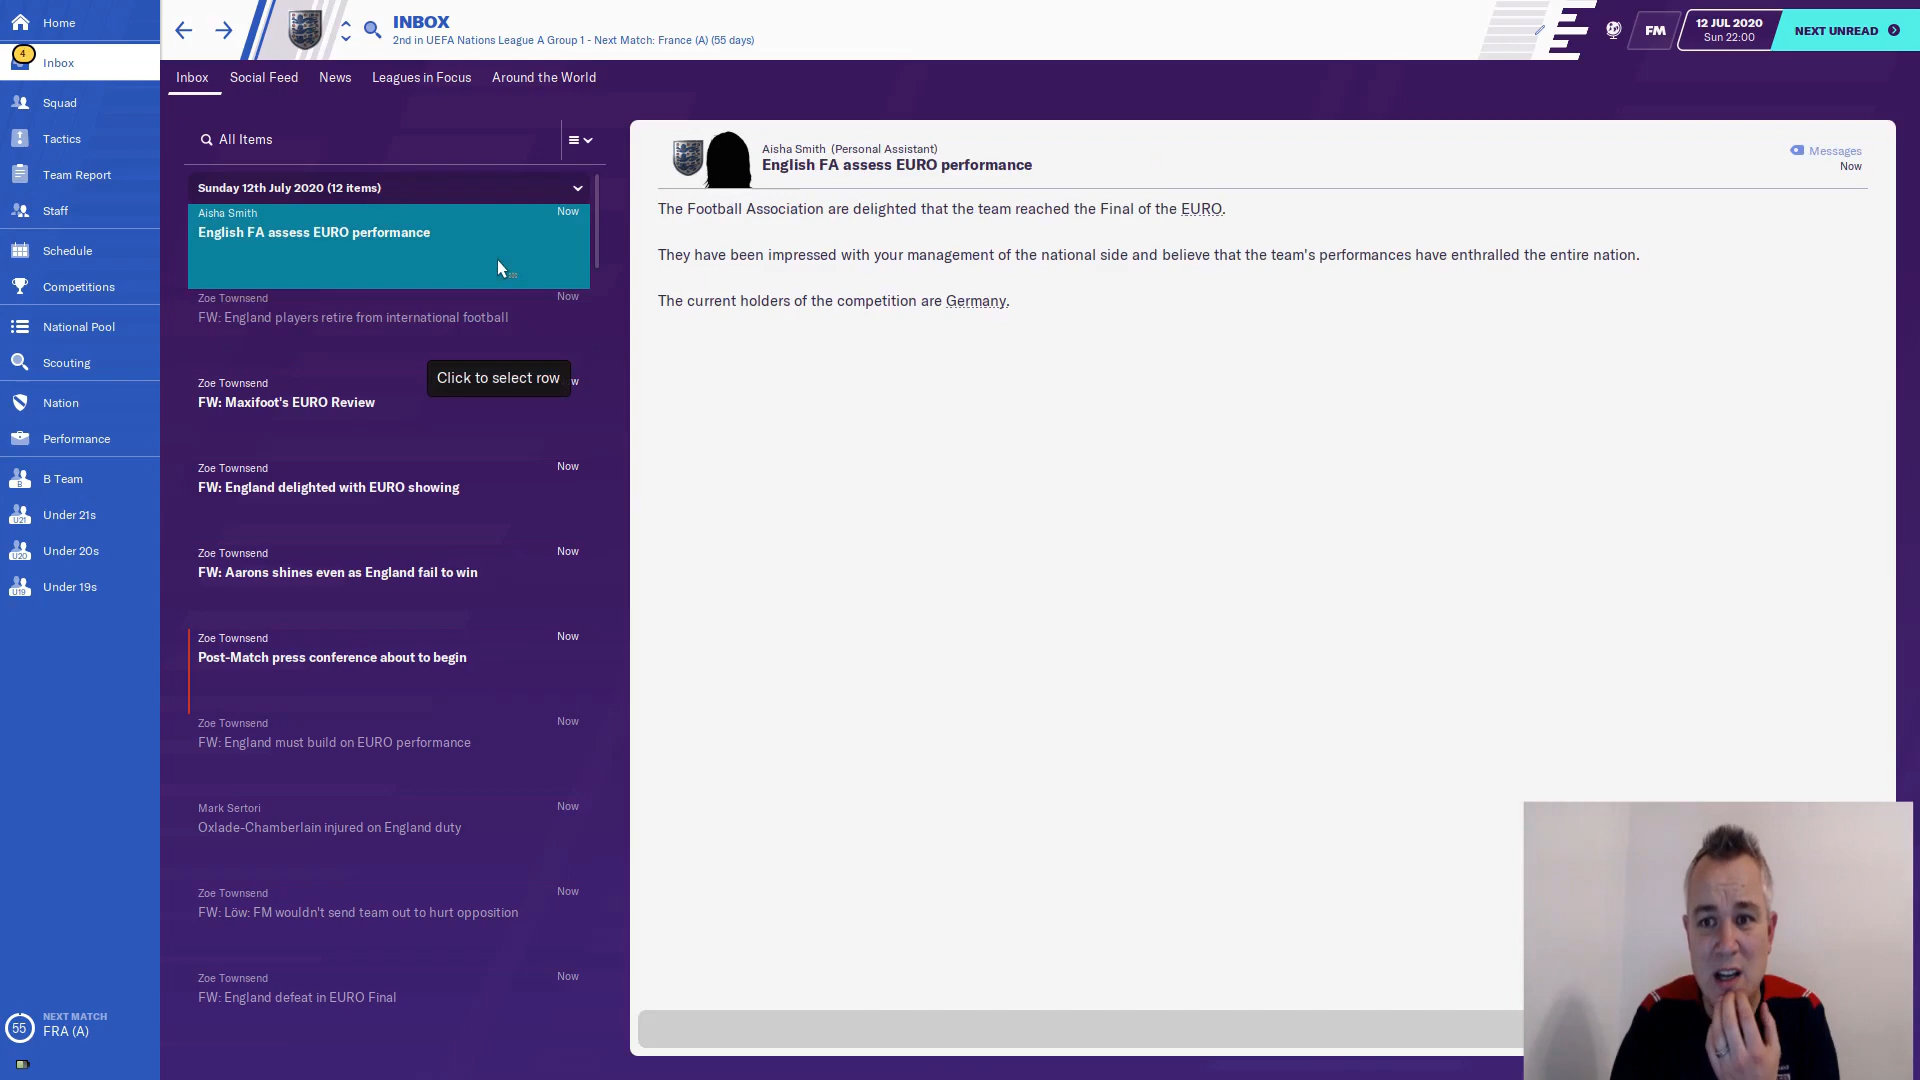 Home
4
Inbox
Squad
Tactics
Team Report
Staff
Schedule
Competitions
National Pool
Scouting
Nation
Performance
B
B Team
U21
Under 21s
U20
Under 20s
U19
Under 19s
55
NEXT MATCH
FRA (A)
INBOX
2nd in UEFA Nations League A Group 1 - Next Match: France (A) (55 days)
FM
12 JUL 2020
Sun 22:00
NEXT UNREAD
Inbox
Social Feed
News
Leagues in Focus
Around the World
All Items
Sunday 12th July 2020 (12 items)
Aisha Smith
Now
English FA assess EURO performance
Zoe Townsend
Now
FW: England players retire from international football
Click to select row
Zoe Townsend
w
FW: Maxifoot's EURO Review
Zoe Townsend
Now
FW: England delighted with EURO showing
Zoe Townsend
Now
FW: Aarons shines even as England fail to win
Zoe Townsend
Now
Post-Match press conference about to begin
Zoe Townsend
Now
FW: England must build on EURO performance
Mark Sertori
Now
Oxlade-Chamberlain injured on England duty
Zoe Townsend
Now
FW: Löw: FM wouldn't send team out to hurt opposition
Zoe Townsend
Now
FW: England defeat in EURO Final
Aisha Smith (Personal Assistant)
English FA assess EURO performance
Messages
Now
The Football Association are delighted that the team reached the Final of the EURO.
They have been impressed with your management of the national side and believe that the team's performances have enthralled the entire nation.
The current holders of the competition are Germany.